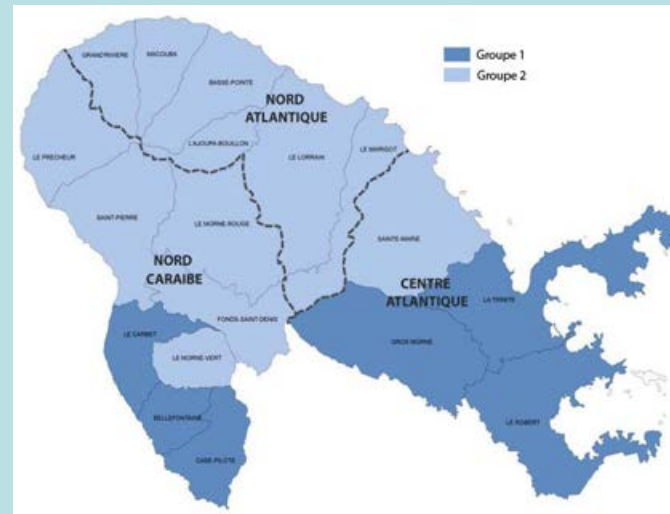 Groupe 1
Groupe 2
GRAND'RIVIERE
MACOUBA
BASSE-POINTE
NORD
ATLANTIQUE
L'AJOUPA-BOUILLON
LE LORRAIN
LE MARIGOT
LE PRECHEUR
SAINT-PIERRE
LE MORNE-ROUGE
SAINTE-MARIE
NORD
CARAIBE
CENTRE
ATLANTIQUE
LA TRINITE
FONDS-SAINT-DENIS
LE CARBET
GROS MORNE
LE MORNE-VERT
BELLEFONTAINE
LE ROBERT
CASE-PILOTE